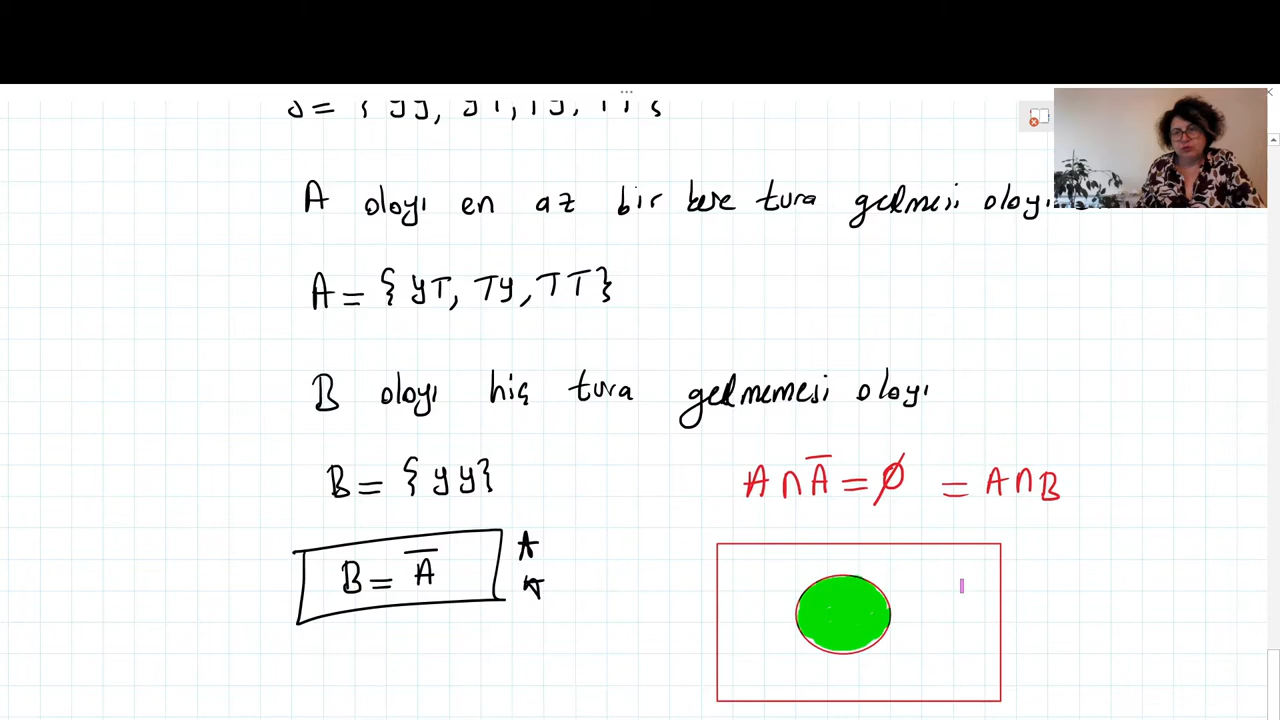 A olayı en az bir kere tura gelmesi olayı
A = { YT, TY, TT }
B olayı hiç tura gelmemesi olayı
B = { YY }
A ∩ A̅ = ∅ = A ∩ B
B = A̅